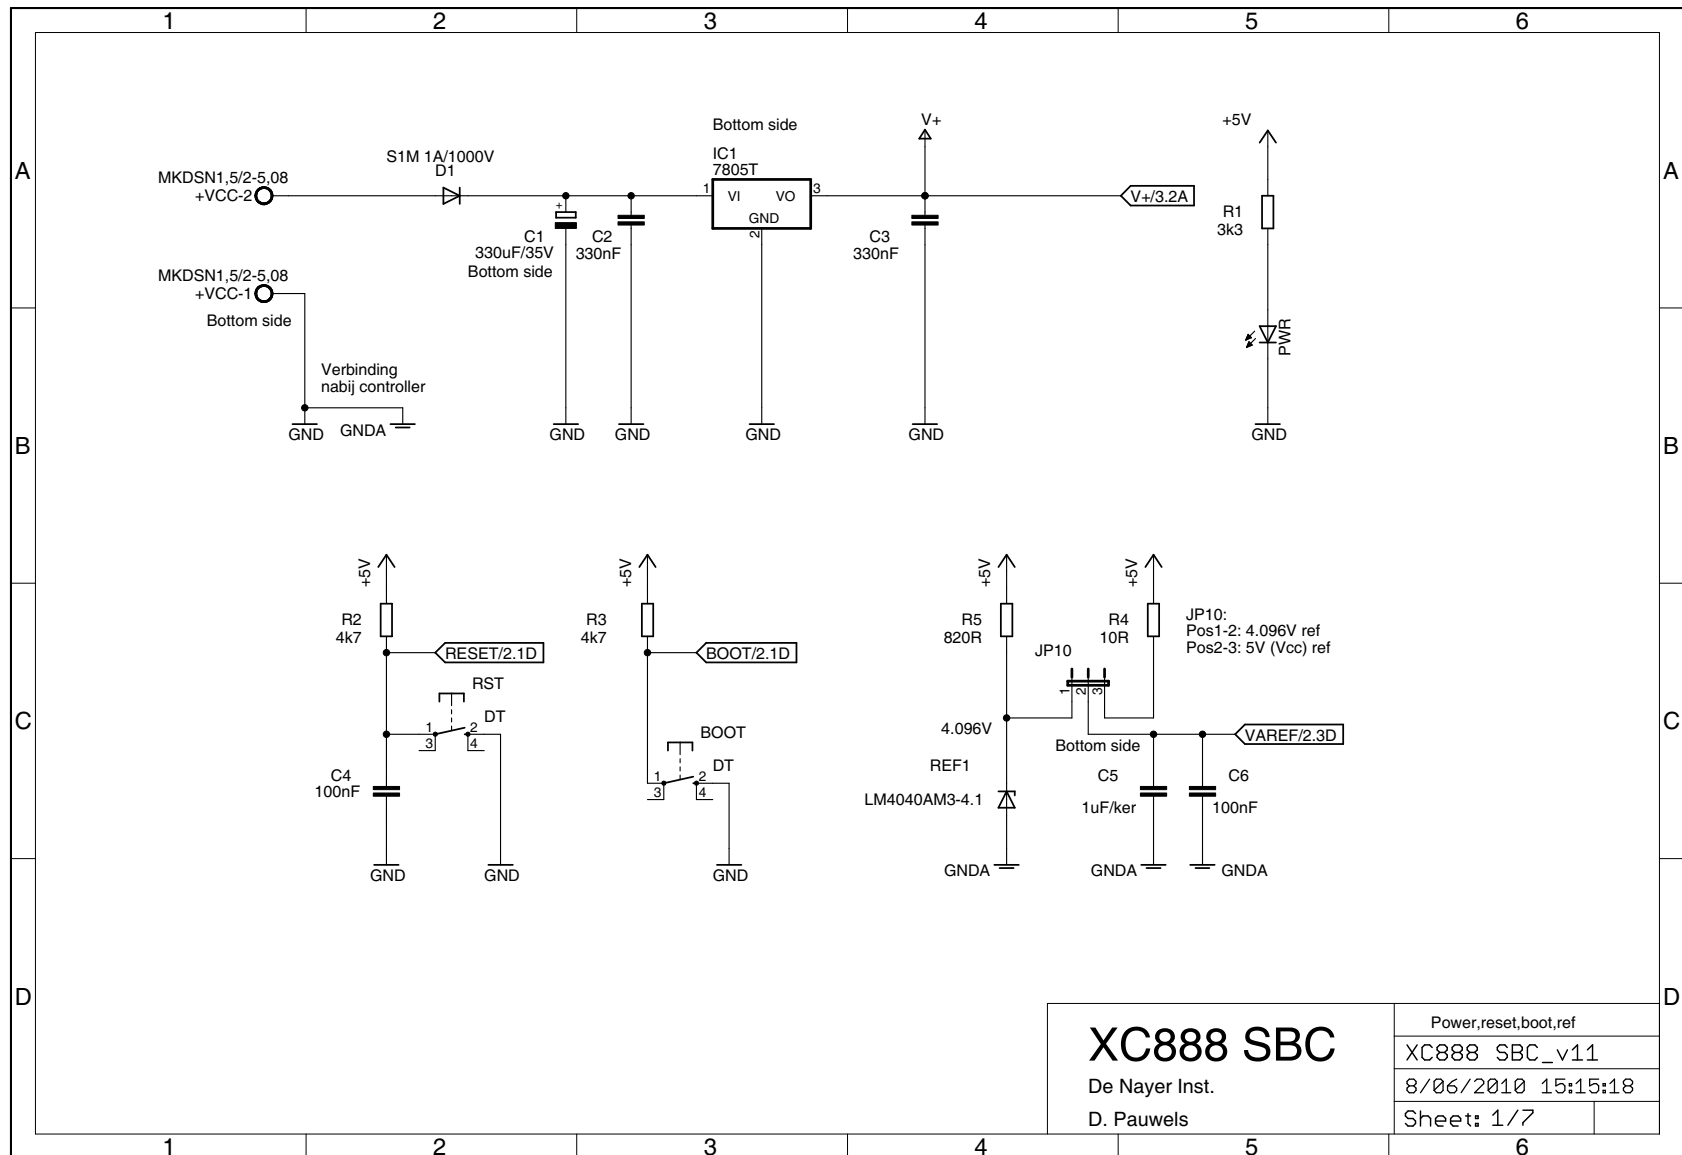 1 2 3 4 5 6
A A
B B
C C
D D
MKDSN1,5/2-5,08
+VCC-2
S1M 1A/1000V
D1
MKDSN1,5/2-5,08
+VCC-1
Bottom side
Verbinding
nabij controller
GND
GNDA
+
C1
330uF/35V
Bottom side
GND
C2
330nF
GND
Bottom side
IC1
7805T
1
VI
VO
3
GND
2
GND
V+
C3
330nF
GND
V+/3.2A
+5V
R1
3k3
PWR
GND
+5V
R2
4k7
RESET/2.1D
RST
DT
1 2
3 4
C4
100nF
GND
GND
+5V
R3
4k7
BOOT/2.1D
BOOT
DT
1 2
3 4
GND
+5V
R5
820R
JP10
1 2 3
4.096V
REF1
LM4040AM3-4.1
GNDA
+5V
R4
10R
JP10:
Pos1-2: 4.096V ref
Pos2-3: 5V (Vcc) ref
Bottom side
VAREF/2.3D
C5
1uF/ker
GNDA
C6
100nF
GNDA
XC888 SBC
De Nayer Inst.
D. Pauwels
Power,reset,boot,ref
XC888 SBC_v11
8/06/2010 15:15:18
Sheet: 1/7
1 2 3 4 5 6